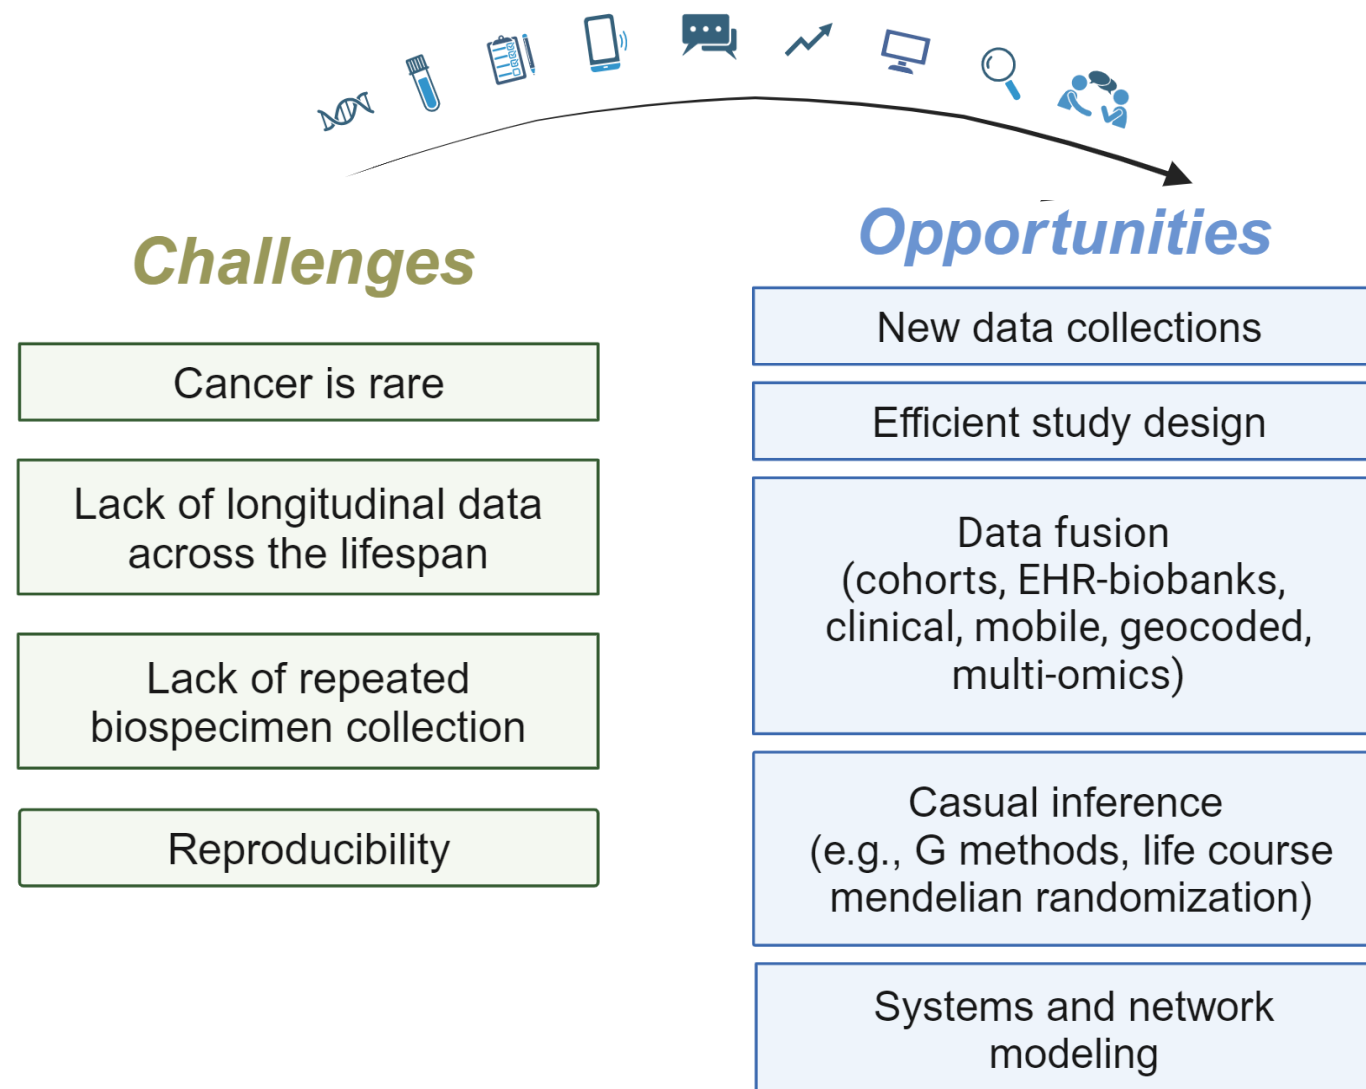 Challenges
Cancer is rare
Lack of longitudinal data
across the lifespan
Lack of repeated
biospecimen collection
Reproducibility
Opportunities
New data collections
Efficient study design
Data fusion
(cohorts, EHR-biobanks,
clinical, mobile, geocoded,
multi-omics)
Casual inference
(e.g., G methods, life course
mendelian randomization)
Systems and network
modeling